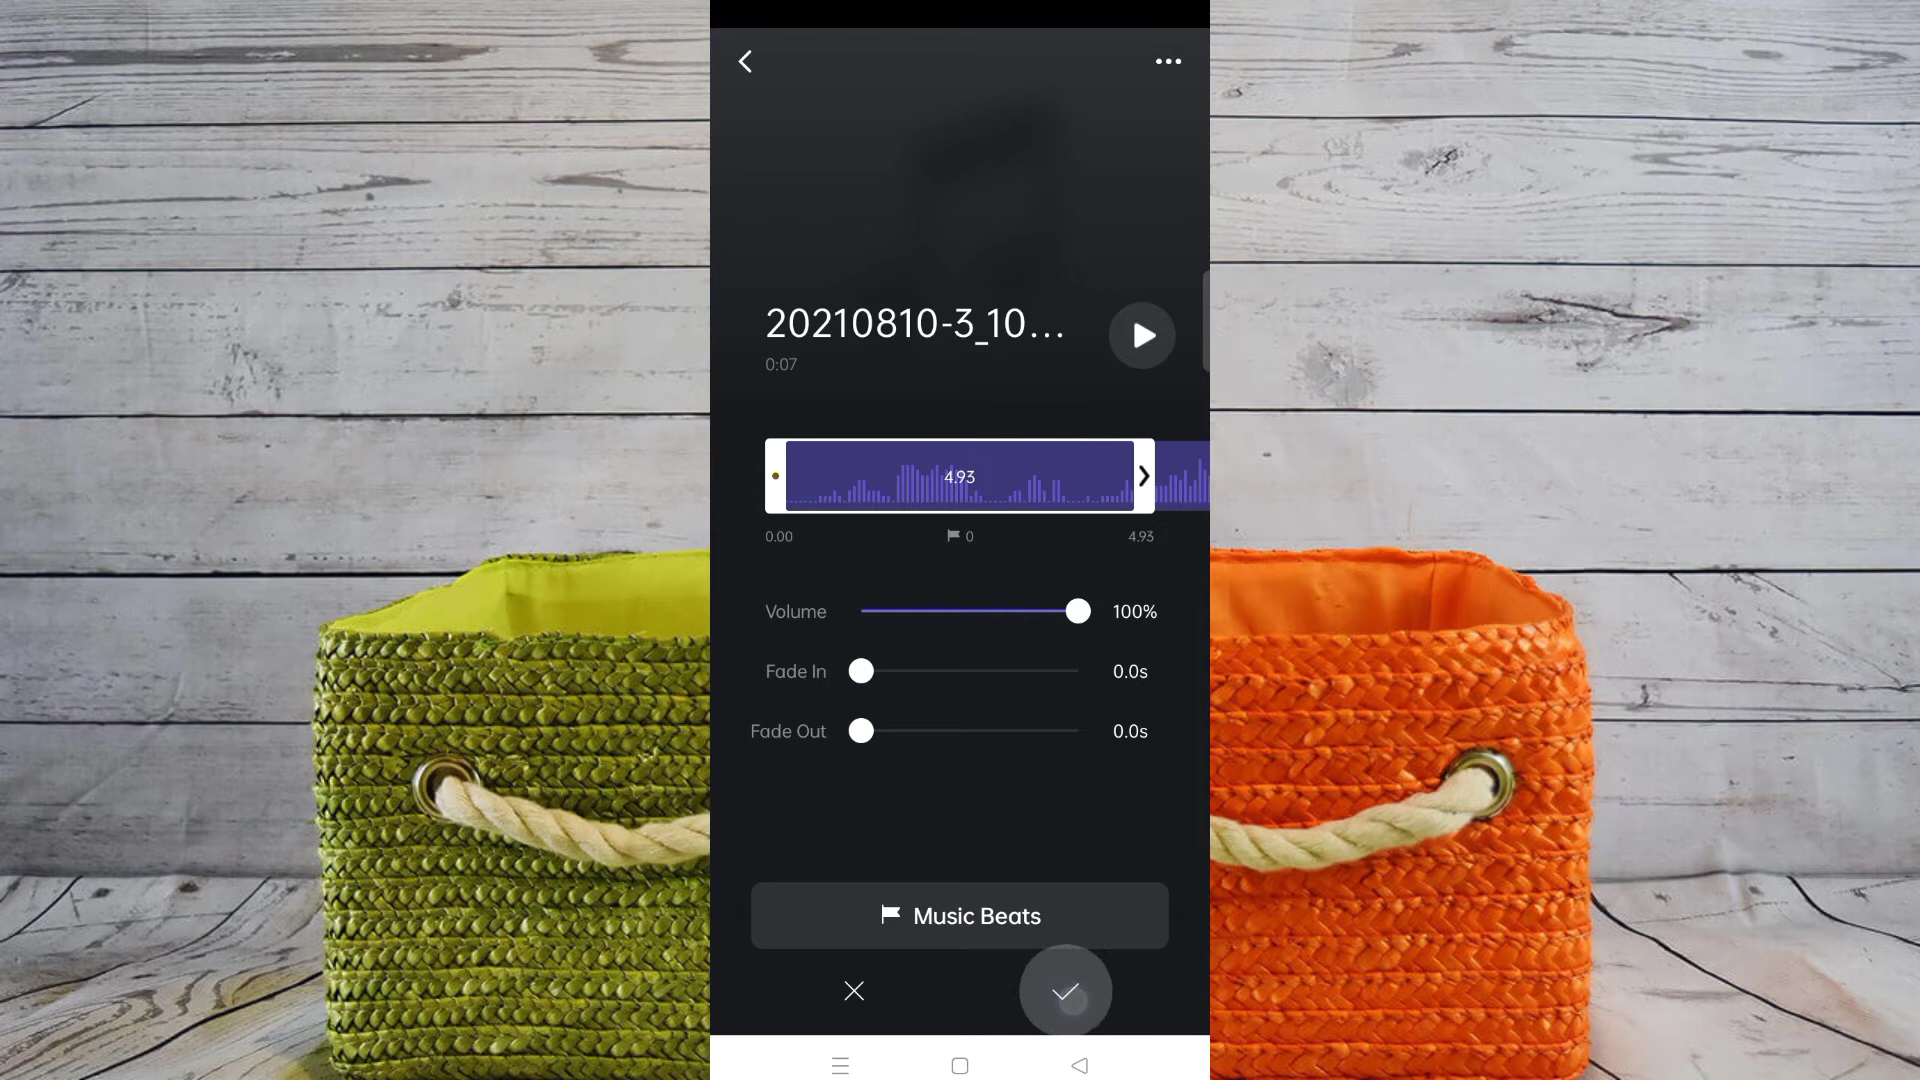 20210810-3_10...
0:07
4.93
0.00
0
4.93
Volume
100%
Fade In
0.0s
Fade Out
0.0s
Music Beats